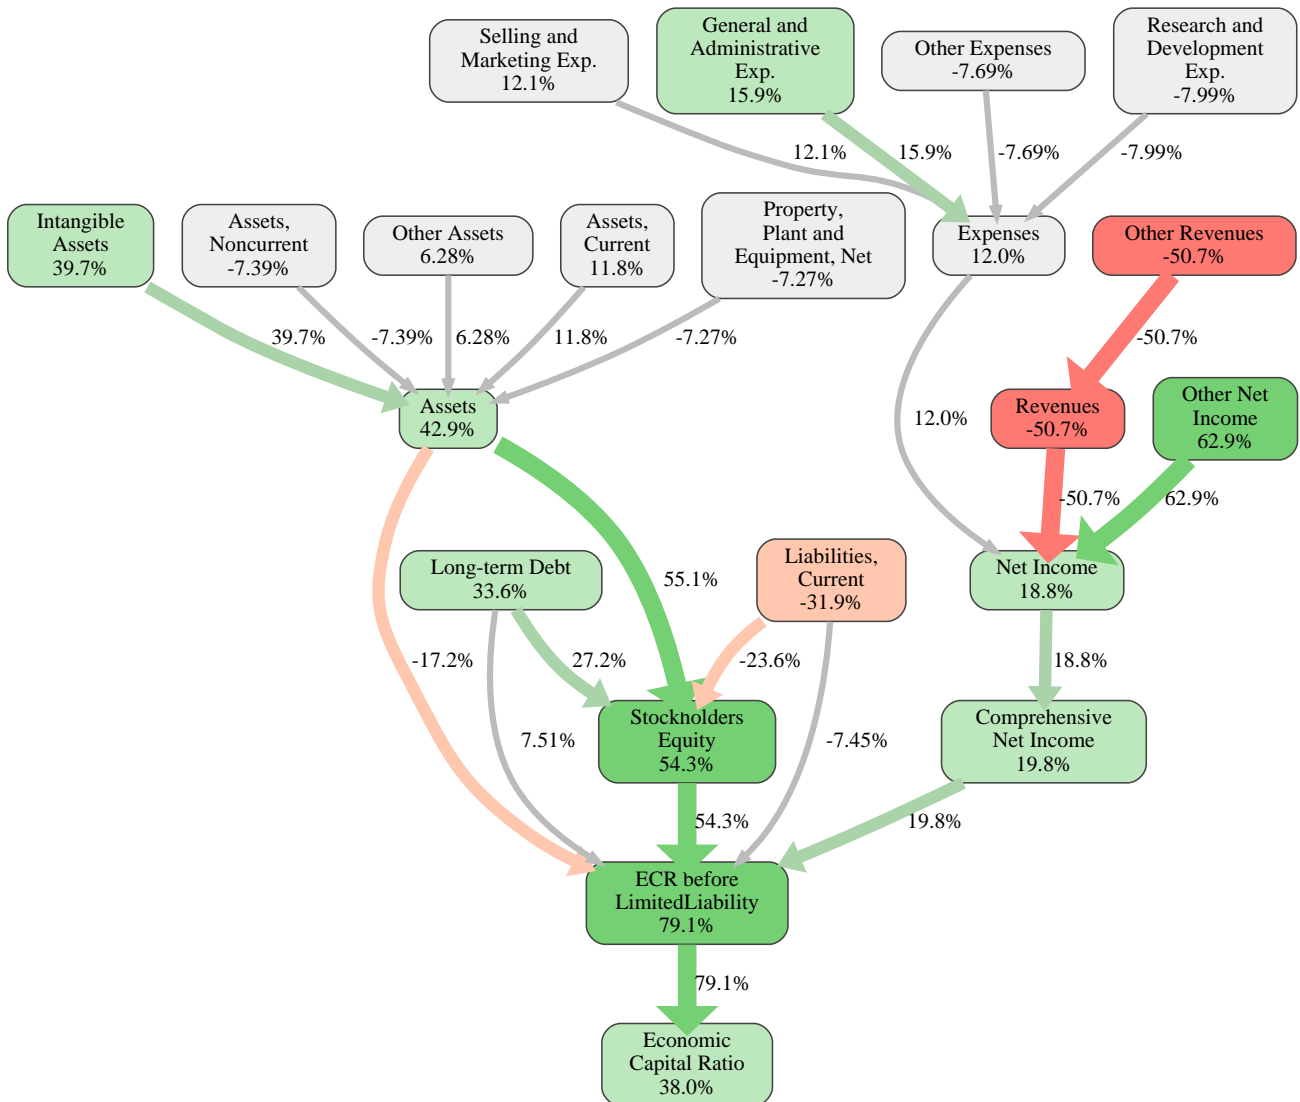 Selling and
Marketing Exp.
12.1%
General and
Administrative
Exp.
15.9%
Other Expenses
-7.69%
Research and
Development
Exp.
-7.99%
12.1%
15.9%
-7.69%
-7.99%
Intangible
Assets
39.7%
Assets,
Noncurrent
-7.39%
Other Assets
6.28%
Assets,
Current
11.8%
Property,
Plant and
Equipment, Net
-7.27%
Expenses
12.0%
Other Revenues
-50.7%
39.7%
-7.39%
6.28%
11.8%
-7.27%
-50.7%
Assets
42.9%
12.0%
Revenues
-50.7%
Other Net
Income
62.9%
-50.7%
62.9%
Long-term Debt
33.6%
55.1%
Liabilities,
Current
-31.9%
Net Income
18.8%
-17.2%
27.2%
-23.6%
18.8%
7.51%
Stockholders
Equity
54.3%
-7.45%
Comprehensive
Net Income
19.8%
54.3%
19.8%
ECR before
LimitedLiability
79.1%
79.1%
Economic
Capital Ratio
38.0%